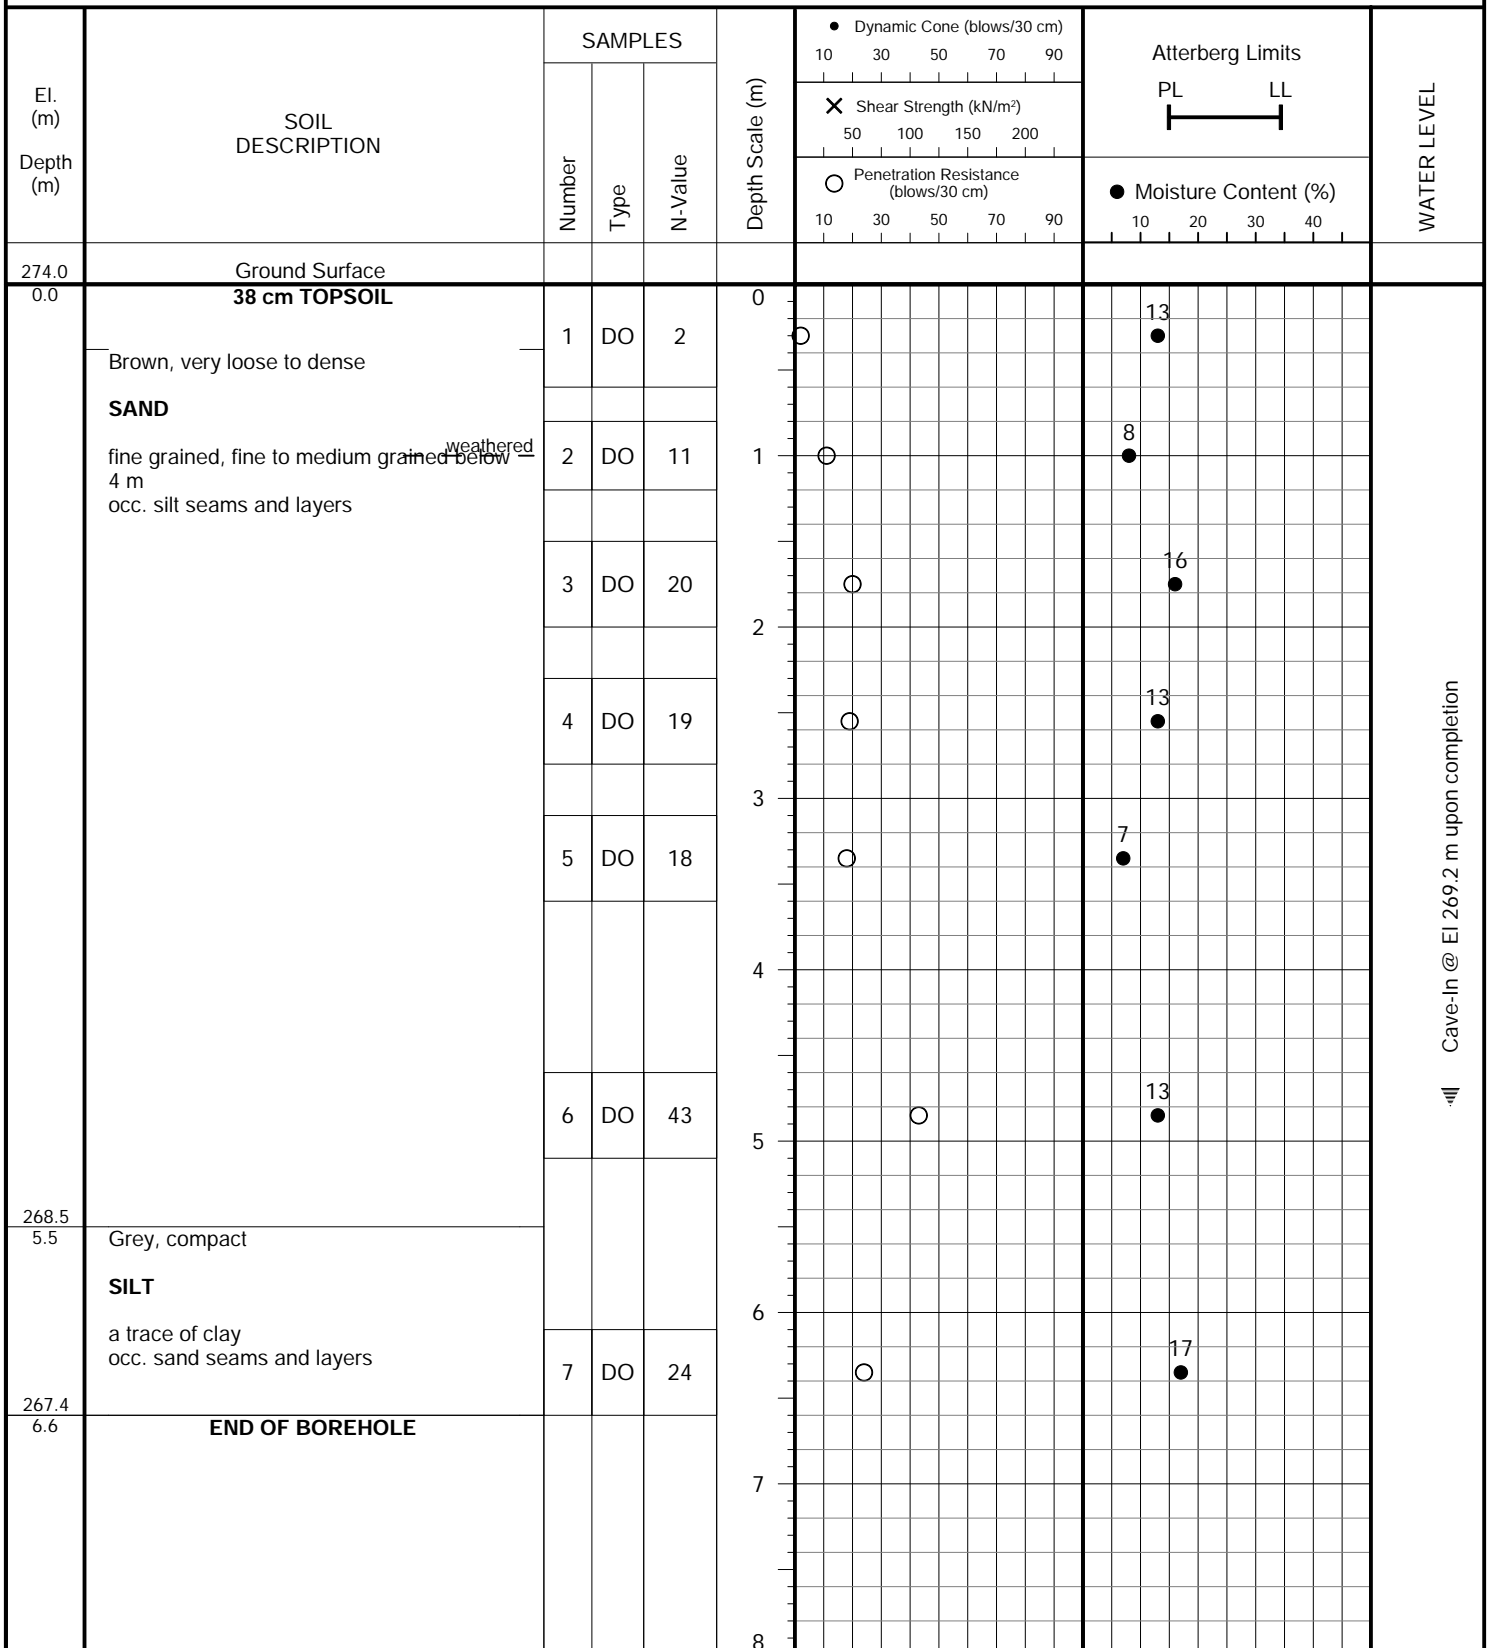 El.
(m)
Depth
(m)
SOIL
DESCRIPTION
SAMPLES
Number
Type
N-Value
Depth Scale (m)
Dynamic Cone (blows/30 cm)
10 30 50 70 90
Shear Strength (kN/m²)
50 100 150 200
Penetration Resistance
(blows/30 cm)
10 30 50 70 90
Atterberg Limits
PL LL
Moisture Content (%)
10 20 30 40
WATER LEVEL
274.0 Ground Surface
0.0 38 cm TOPSOIL 0
13
1 DO 2
Brown, very loose to dense
SAND
8
weathered
fine grained, fine to medium grained below 2 DO 11 1
4 m
occ. silt seams and layers
16
3 DO 20
2
13
4 DO 19
3
7
5 DO 18
4
Cave-In @ El 269.2 m upon completion
13
6 DO 43
5
268.5
5.5 Grey, compact
SILT
6
a trace of clay
17
occ. sand seams and layers
7 DO 24
267.4
6.6 END OF BOREHOLE
7
8